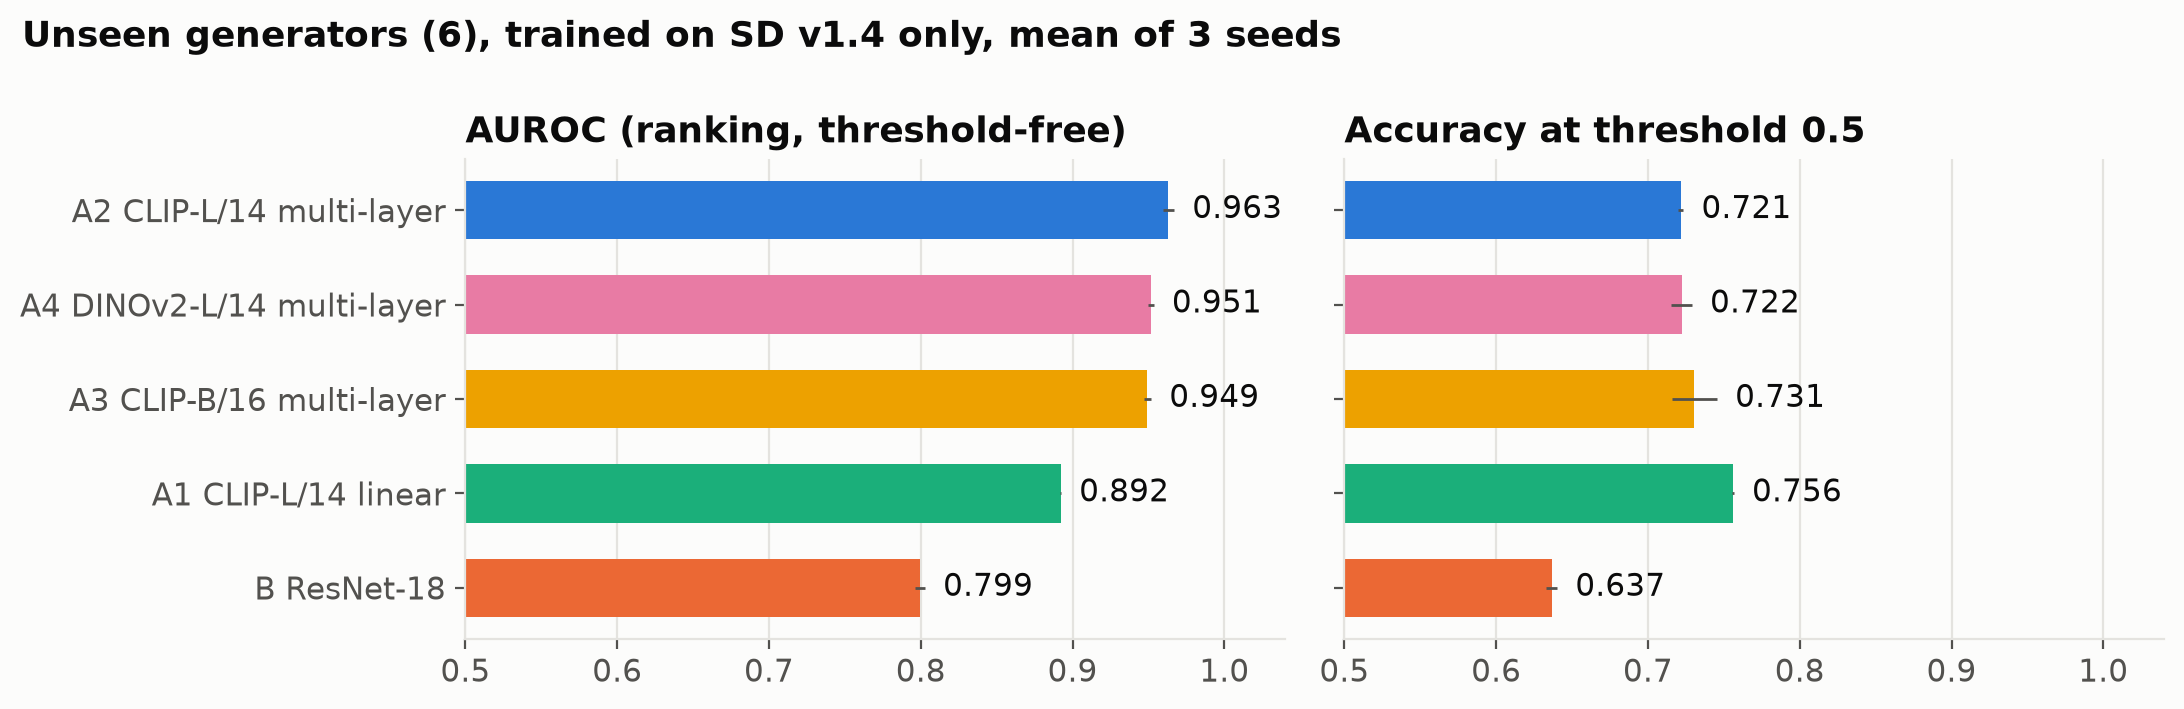 Unseen generators (6), trained on SD v1.4 only, mean of 3 seeds
AUROC (ranking, threshold-free)
A2 CLIP-L/14 multi-layer 0.963
A4 DINOv2-L/14 multi-layer 0.951
A3 CLIP-B/16 multi-layer 0.949
A1 CLIP-L/14 linear 0.892
B ResNet-18 0.799
0.5 0.6 0.7 0.8 0.9 1.0
Accuracy at threshold 0.5
0.721
0.722
0.731
0.756
0.637
0.5 0.6 0.7 0.8 0.9 1.0